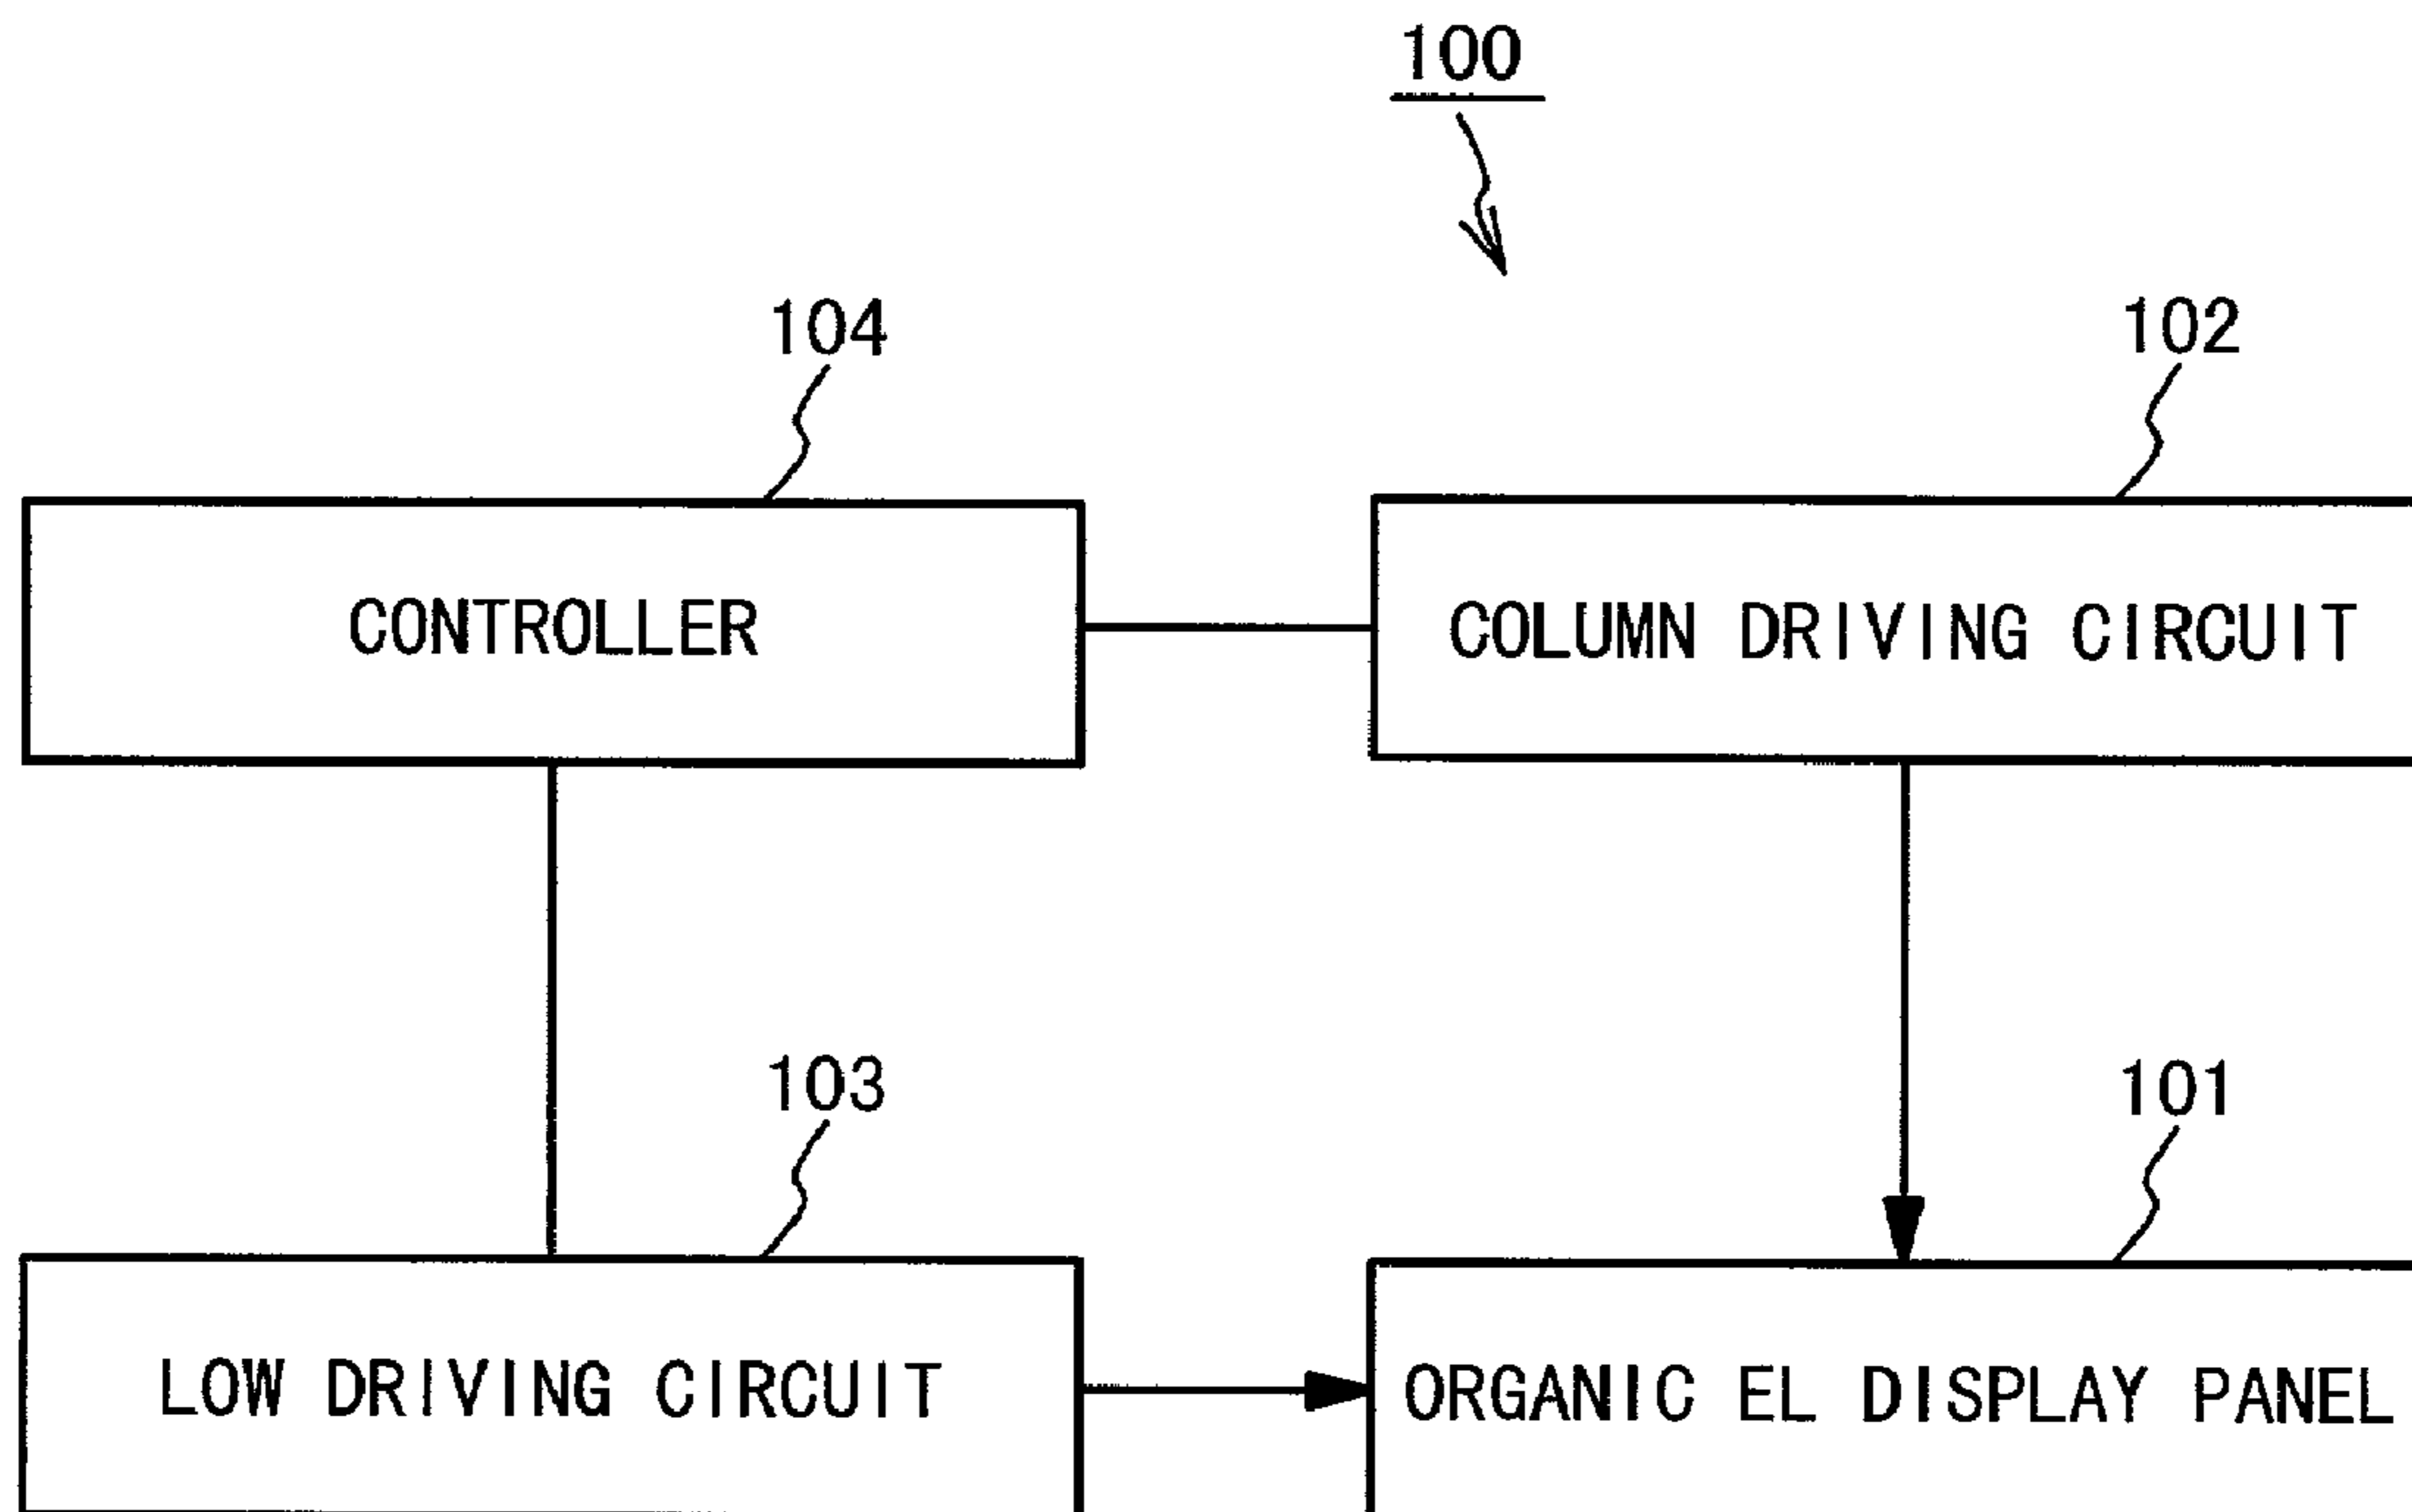 100
104
102
CONTROLLER
COLUMN DRIVING CIRCUIT
103
101
LOW DRIVING CIRCUIT
ORGANIC EL DISPLAY PANEL